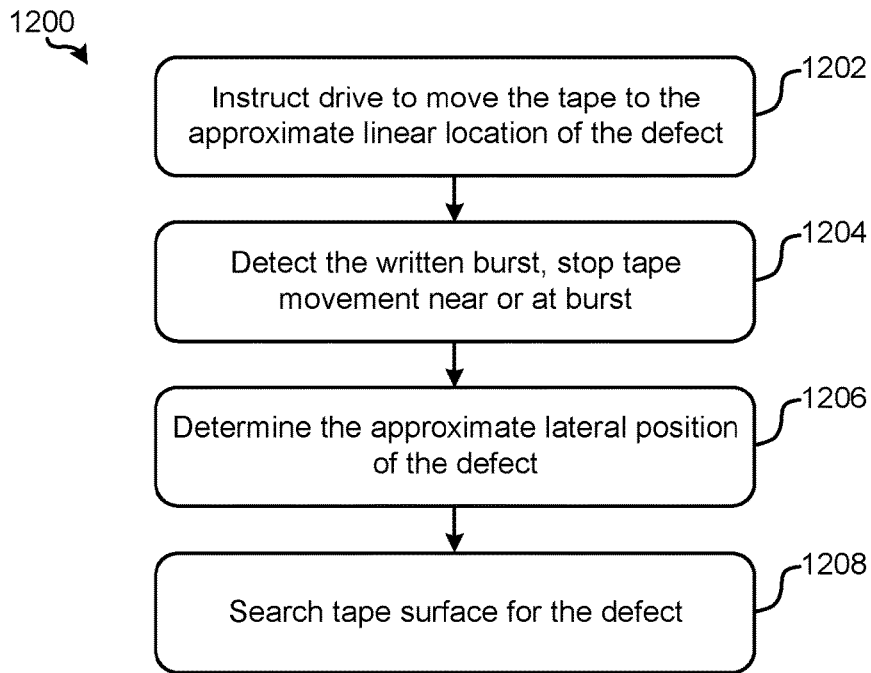 1200
1202
Instruct drive to move the tape to the
approximate linear location of the defect
1204
Detect the written burst, stop tape
movement near or at burst
1206
Determine the approximate lateral position
of the defect
1208
Search tape surface for the defect